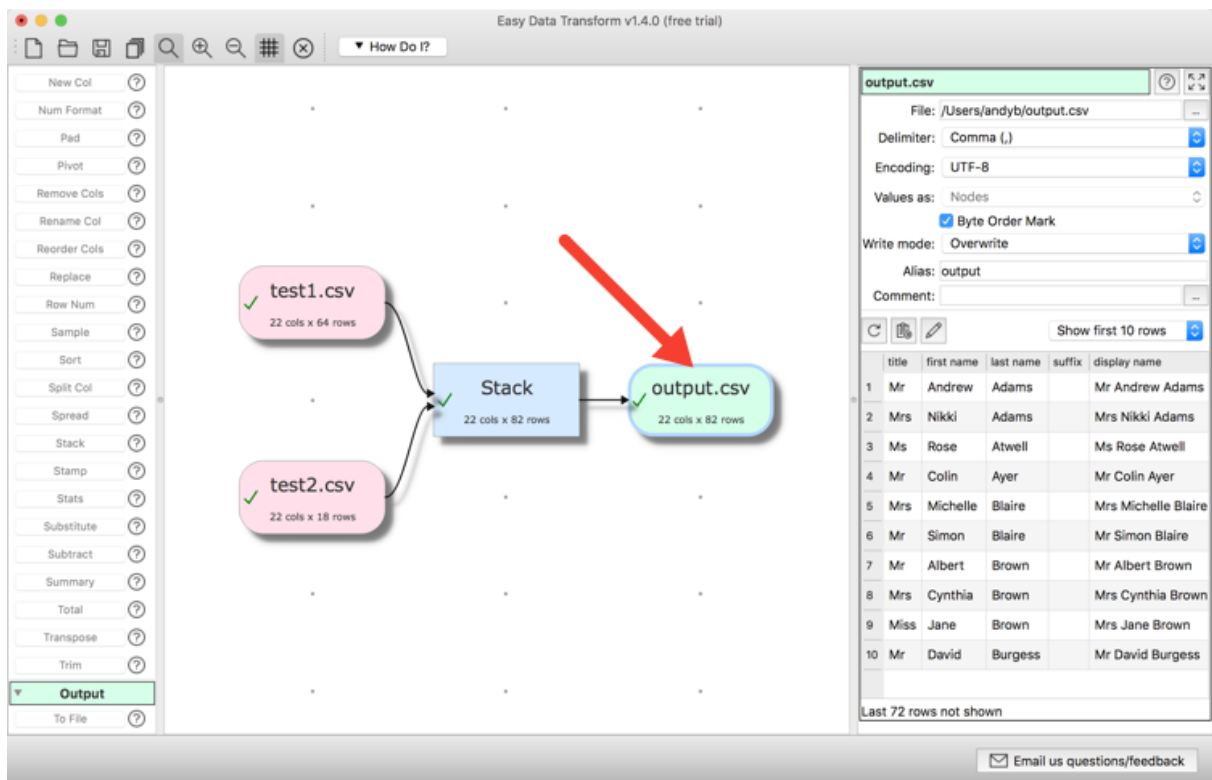 Easy Data Transform v1.4.0 (free trial)
▼ How Do I?
New Col
Num Format
Pad
Pivot
Remove Cols
Rename Col
Reorder Cols
Replace
Row Num
Sample
Sort
Split Col
Spread
Stack
Stamp
Stats
Substitute
Subtract
Summary
Total
Transpose
Trim
Output
To File
test1.csv
22 cols x 64 rows
test2.csv
22 cols x 18 rows
Stack
22 cols x 82 rows
output.csv
22 cols x 82 rows
output.csv
File: /Users/andyb/output.csv ...
Delimiter: Comma (,)
Encoding: UTF-8
Values as: Nodes
Byte Order Mark
Write mode: Overwrite
Alias: output
Comment: ...
Show first 10 rows
title first name last name suffix display name
1 Mr Andrew Adams Mr Andrew Adams
2 Mrs Nikki Adams Mrs Nikki Adams
3 Ms Rose Atwell Ms Rose Atwell
4 Mr Colin Ayer Mr Colin Ayer
5 Mrs Michelle Blaire Mrs Michelle Blaire
6 Mr Simon Blaire Mr Simon Blaire
7 Mr Albert Brown Mr Albert Brown
8 Mrs Cynthia Brown Mrs Cynthia Brown
9 Miss Jane Brown Mrs Jane Brown
10 Mr David Burgess Mr David Burgess
Last 72 rows not shown
Email us questions/feedback